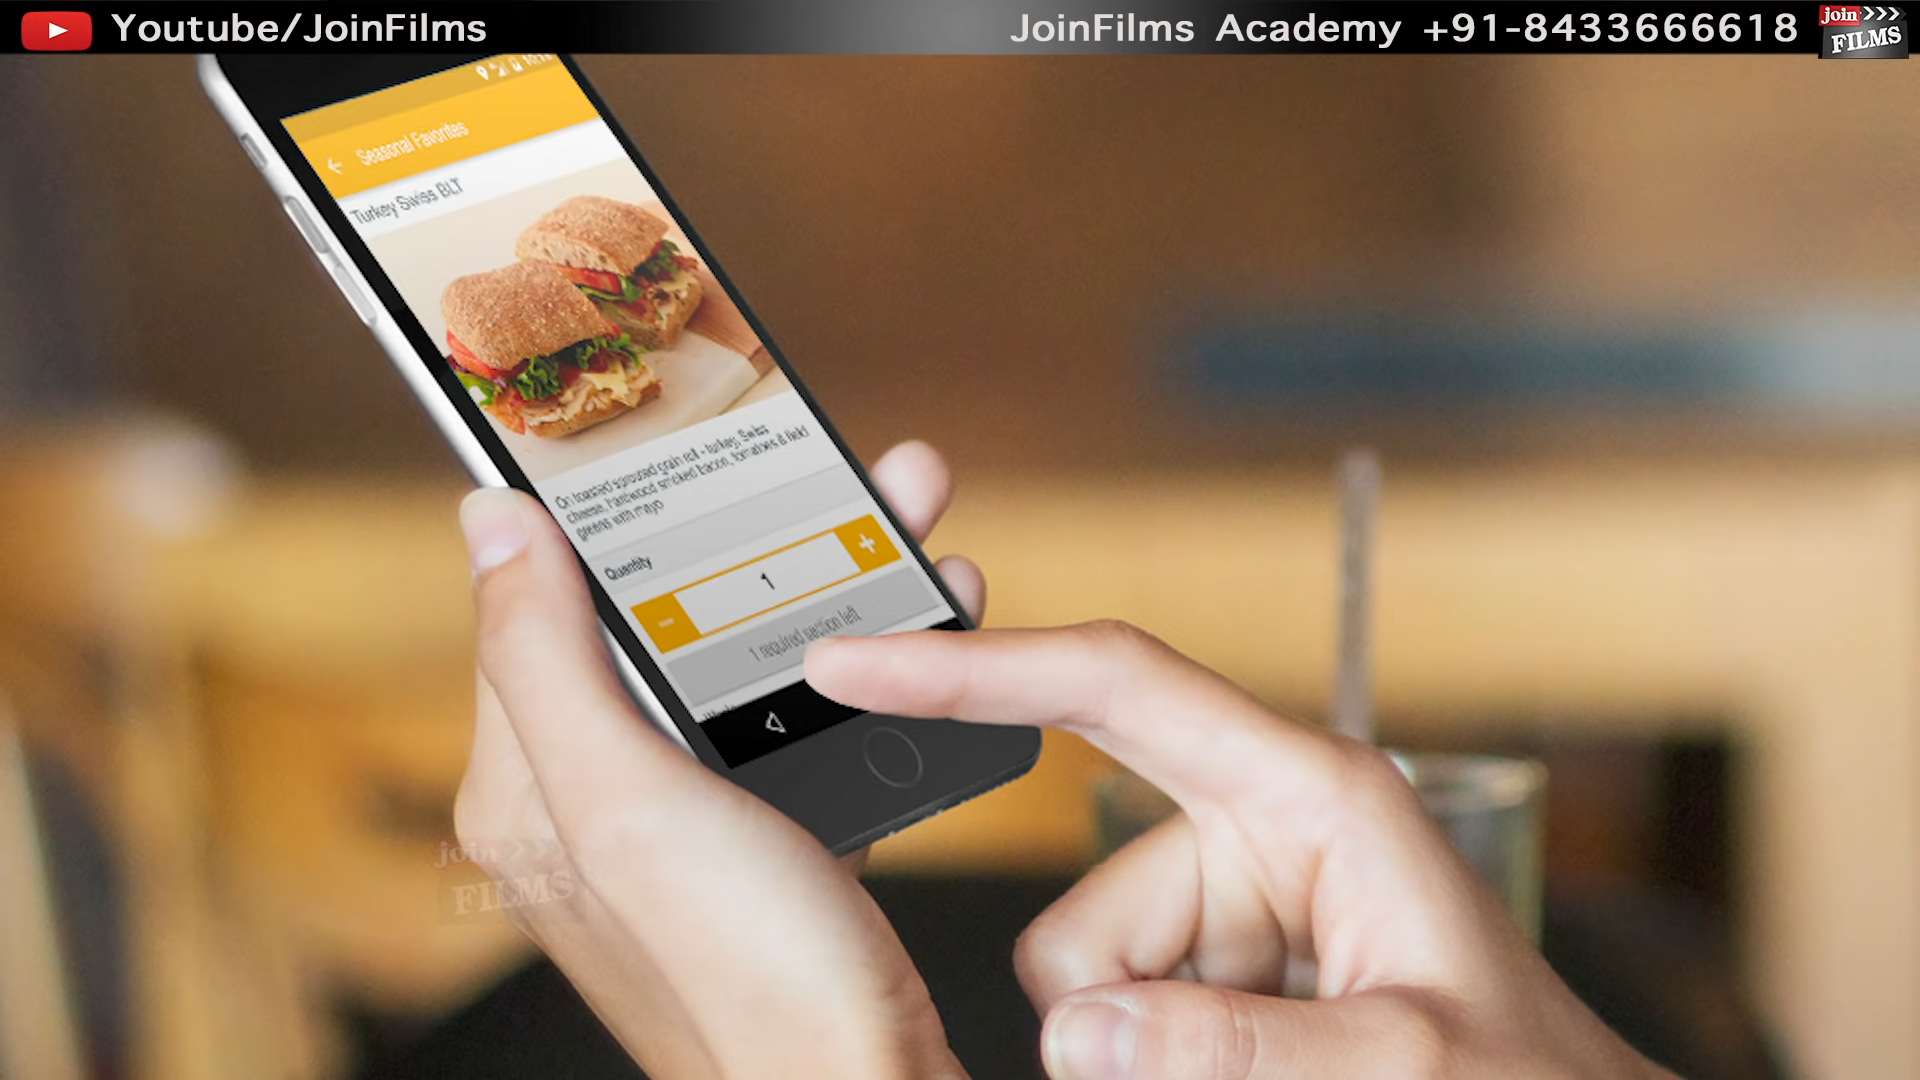 Youtube/JoinFilms
JoinFilms Academy +91-8433666618
join
FILMS
Seasonal Favorites
Turkey Swiss BLT
On toasted sprouted grain roll - turkey, Swiss
cheese, hardwood smoked bacon, tomatoes & field
greens with mayo
Quantity
1
1 required section left
join
FILMS